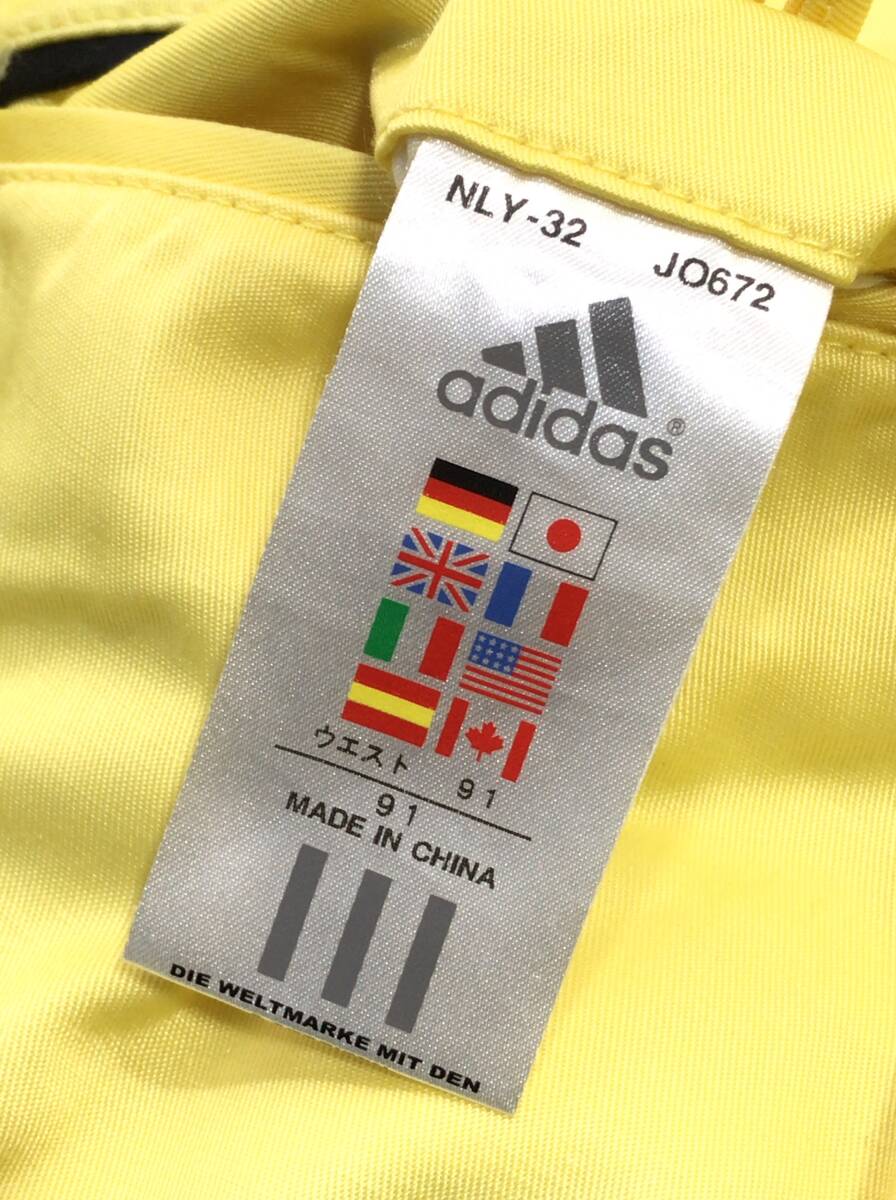 NLY-32 JO672
adidas®
ウエスト 91
91
MADE IN CHINA
DIE WELTMARKE MIT DEN